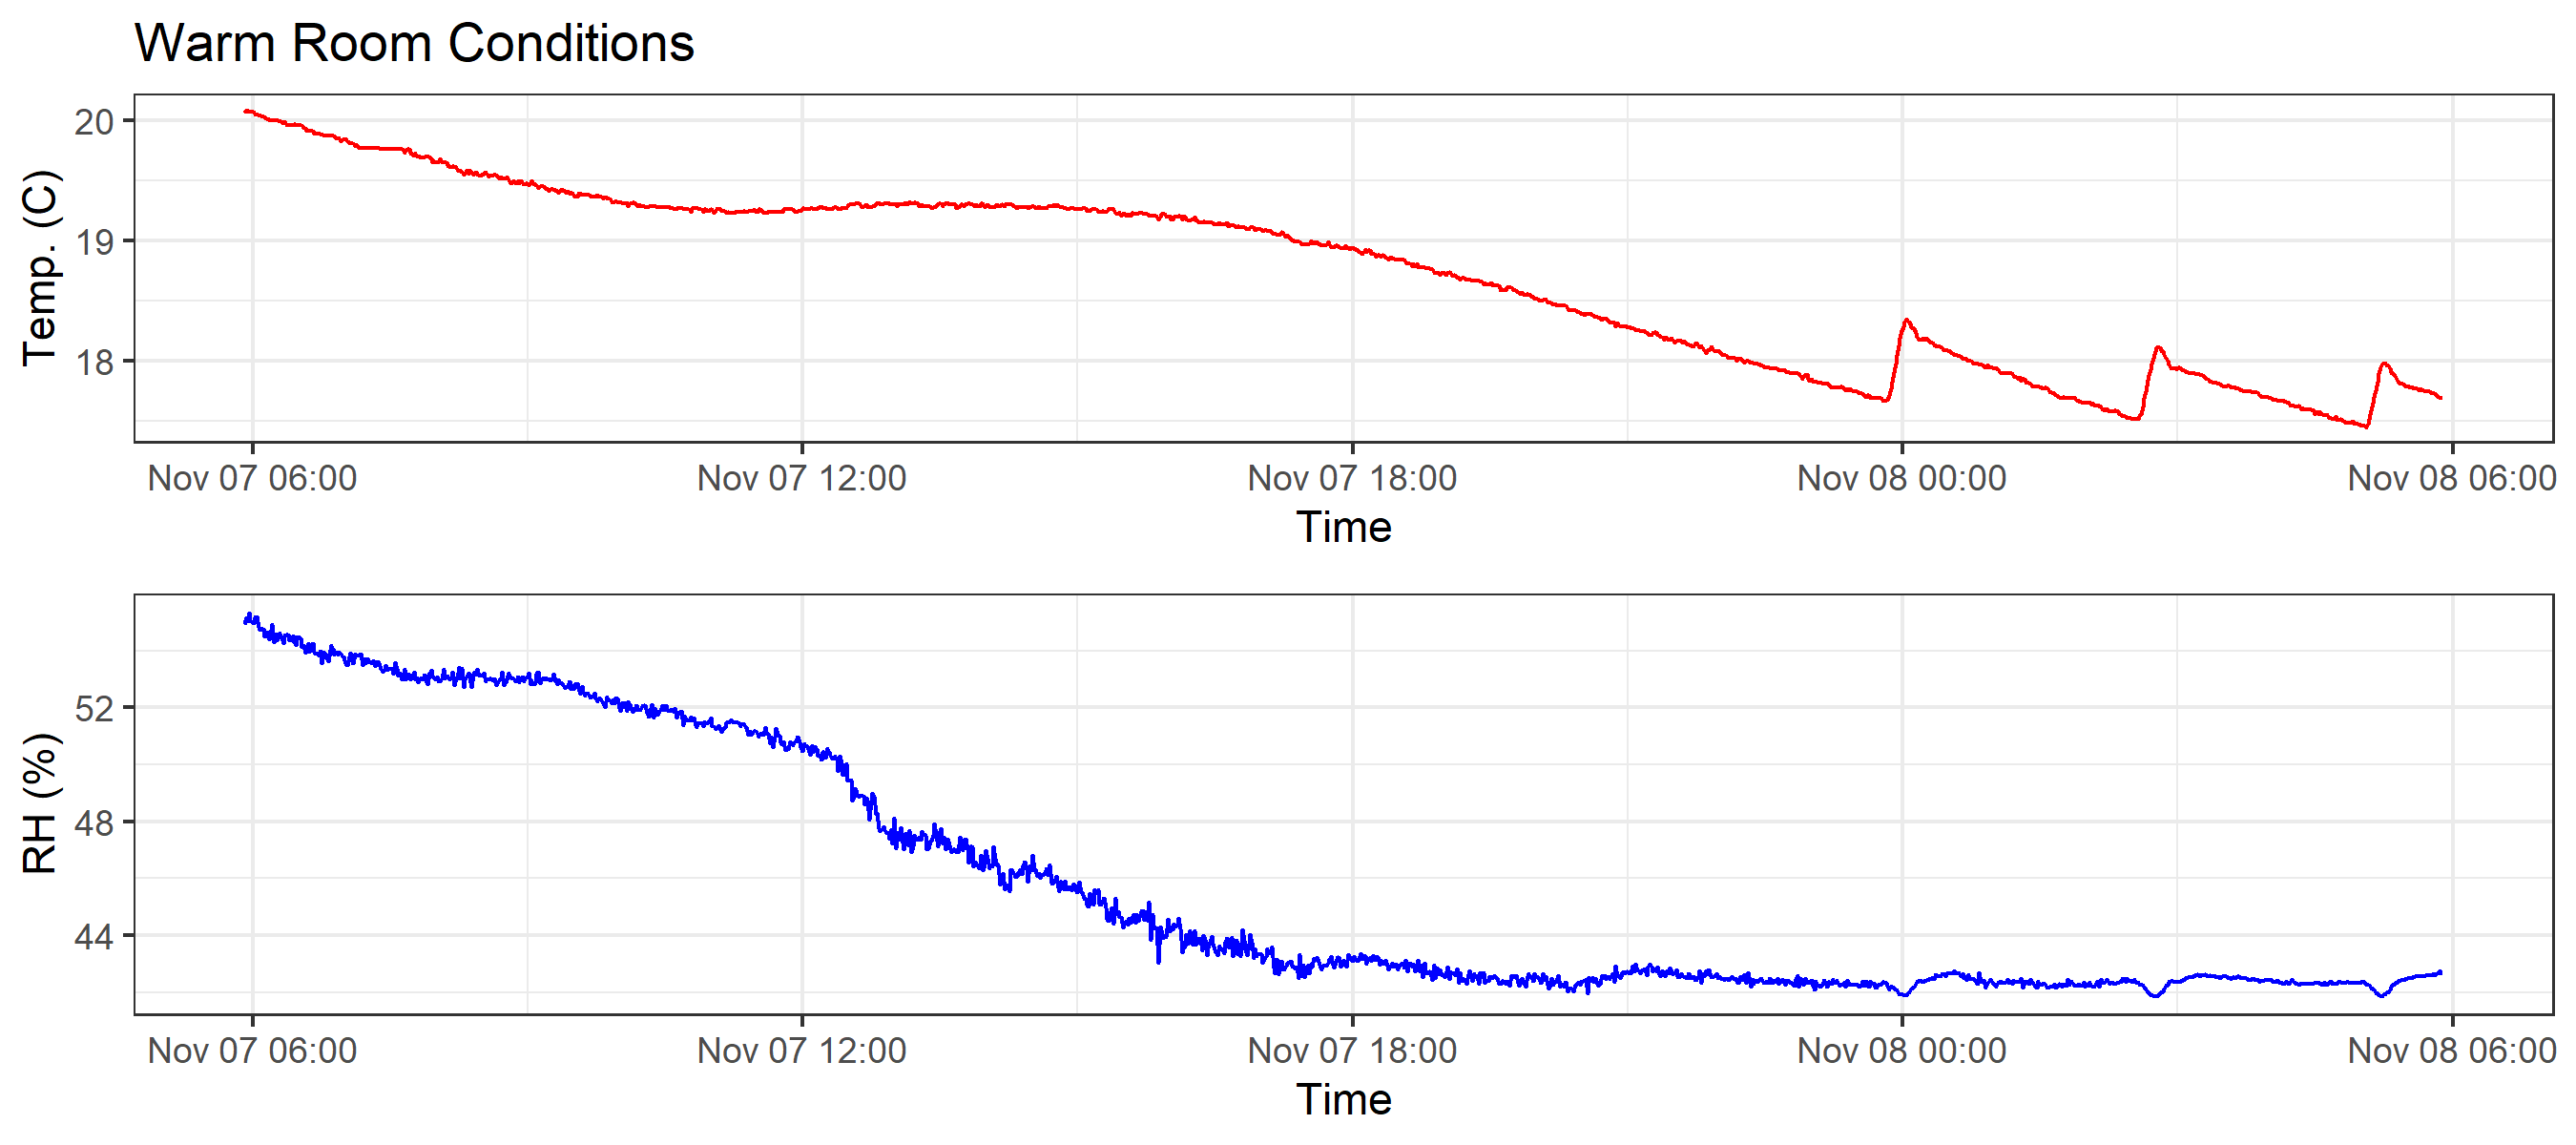 Warm Room Conditions
Temp. (C)
20
19
18
Nov 07 06:00 Nov 07 12:00 Nov 07 18:00 Nov 08 00:00 Nov 08 06:00
Time
RH (%)
52
48
44
Nov 07 06:00 Nov 07 12:00 Nov 07 18:00 Nov 08 00:00 Nov 08 06:00
Time